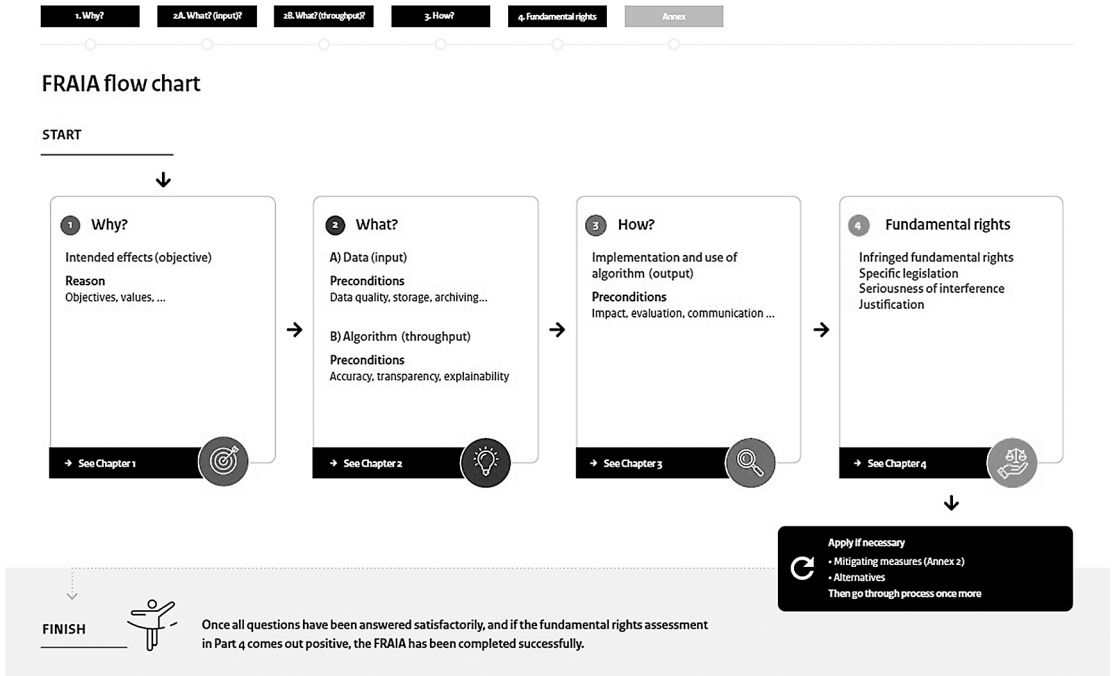 1. Why?
2A. What? (input)?
2B. What? (throughput)?
3. How?
4. Fundamental rights
Annex
FRAIA flow chart
START
1 Why?
Intended effects (objective)
Reason
Objectives, values, ...
→ See Chapter 1
2 What?
A) Data (input)
Preconditions
Data quality, storage, archiving...
B) Algorithm (throughput)
Preconditions
Accuracy, transparency, explainability
→ See Chapter 2
3 How?
Implementation and use of
algorithm (output)
Preconditions
Impact, evaluation, communication ...
→ See Chapter 3
4 Fundamental rights
Infringed fundamental rights
Specific legislation
Seriousness of interference
Justification
→ See Chapter 4
Apply if necessary
• Mitigating measures (Annex 2)
• Alternatives
Then go through process once more
FINISH
Once all questions have been answered satisfactorily, and if the fundamental rights assessment
in Part 4 comes out positive, the FRAIA has been completed successfully.